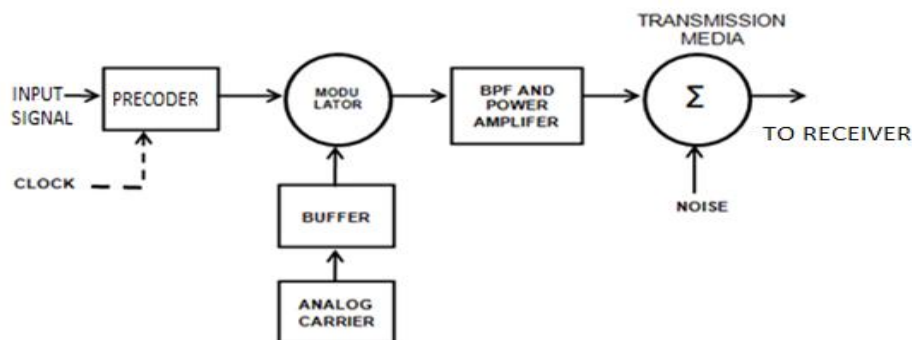 TRANSMISSION
MEDIA
INPUT
SIGNAL
PRECODER
MODU
LATOR
BPF AND
POWER
AMPLIFER
Σ
TO RECEIVER
CLOCK
BUFFER
NOISE
ANALOG
CARRIER